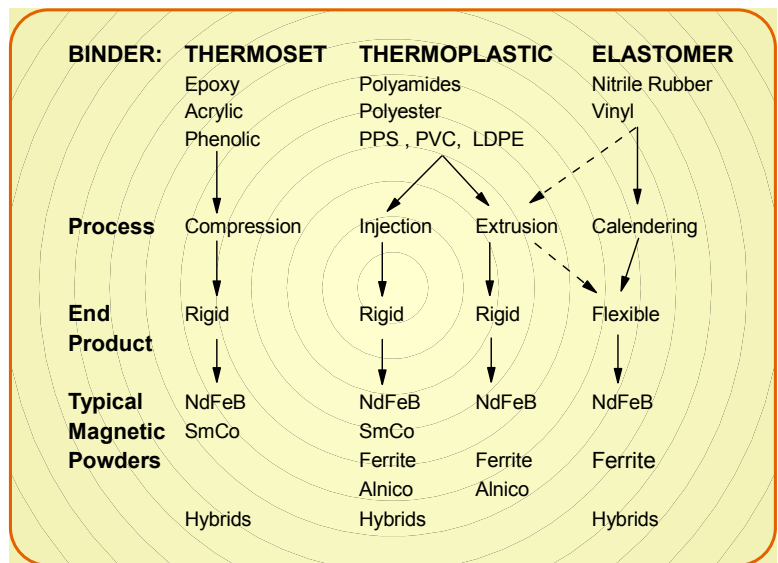 BINDER: THERMOSET THERMOPLASTIC ELASTOMER
Epoxy Polyamides Nitrile Rubber
Acrylic Polyester Vinyl
Phenolic PPS , PVC, LDPE
Process Compression Injection Extrusion Calendering
End Rigid Rigid Rigid Flexible
Product
Typical NdFeB NdFeB NdFeB NdFeB
Magnetic SmCo SmCo
Powders Ferrite Ferrite Ferrite
Alnico Alnico
Hybrids Hybrids Hybrids